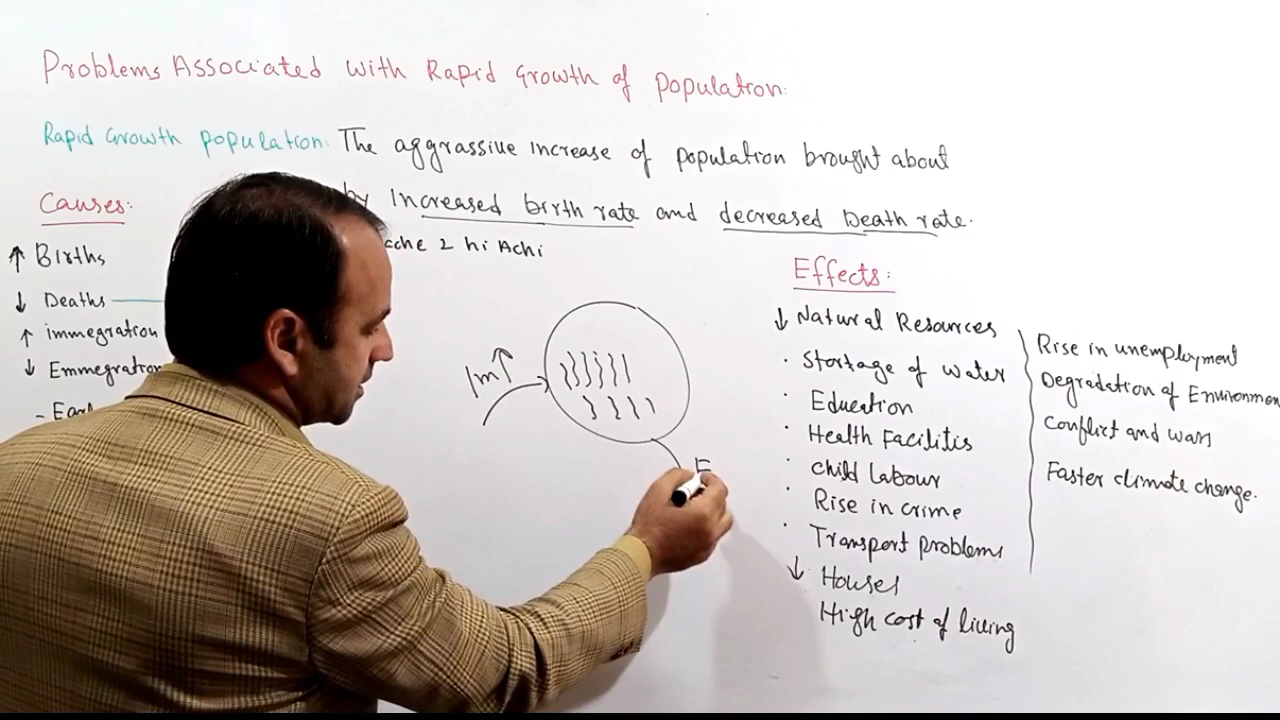 Problems Associated with Rapid Growth of Population:
Rapid Growth population: The aggrassive increase of population brought about
by increased birth rate and decreased Death rate.
Causes:
ache 2 hi Achi
↑ Births
↓ Deaths
↑ immegration
↓ Emmegration
Im↑
E
Effects:
↓ Natural Resources
· Stortage of water
· Education
· Health Facilitis
· child labour
· Rise in crime
· Transport problems
↓ Houses
High cost of living
Rise in unemployment
Degradation of Environmen
Conflict and wars
Faster climate change.